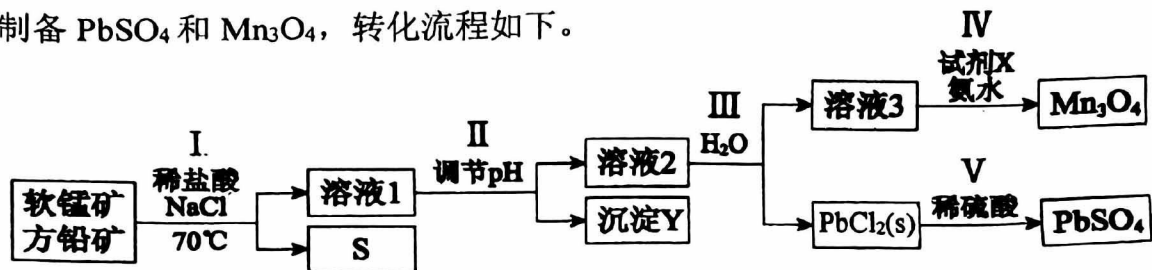 制备 PbSO₄ 和 Mn₃O₄，转化流程如下。
I
稀盐酸
NaCl
70℃
软锰矿
方铅矿
溶液1
S
II
调节pH
溶液2
沉淀Y
III
H₂O
溶液3
PbCl₂(s)
IV
试剂X
氨水
Mn₃O₄
V
稀硫酸
PbSO₄